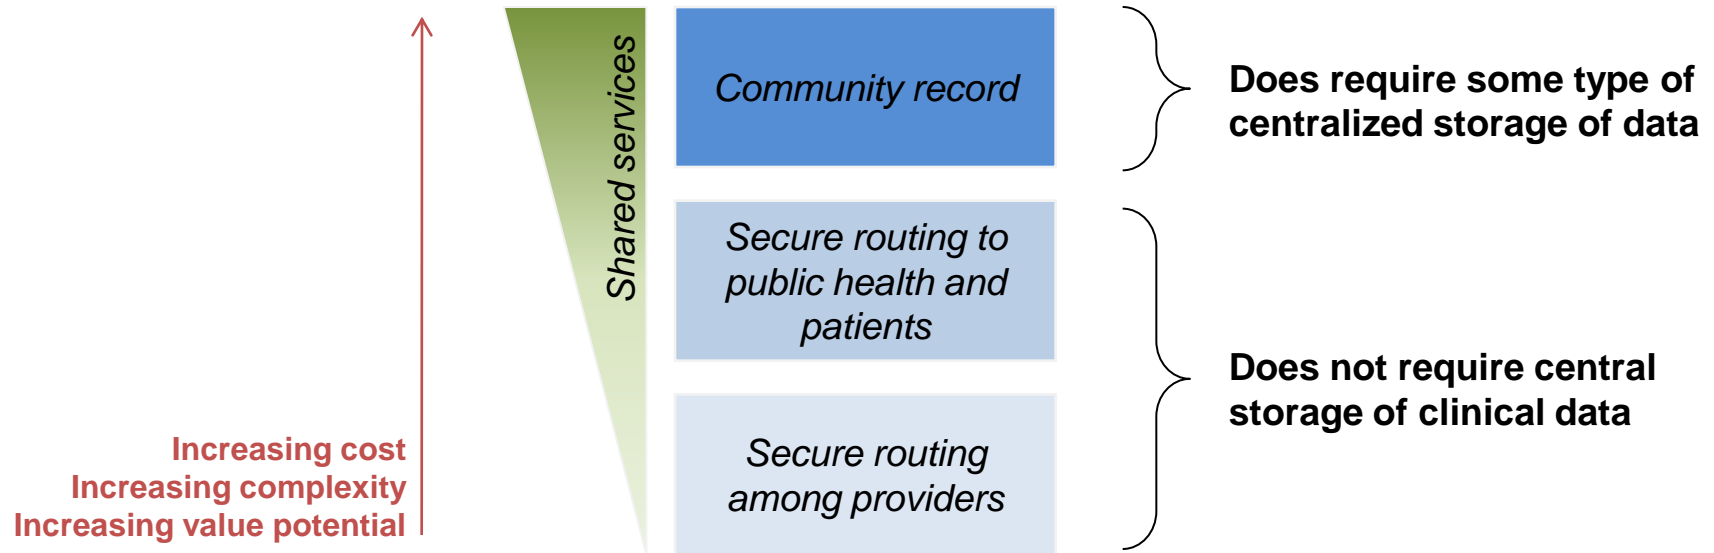 Shared services
Community record
Does require some type of
centralized storage of data
Secure routing to
public health and
patients
Does not require central
storage of clinical data
Secure routing
among providers
Increasing cost
Increasing complexity
Increasing value potential